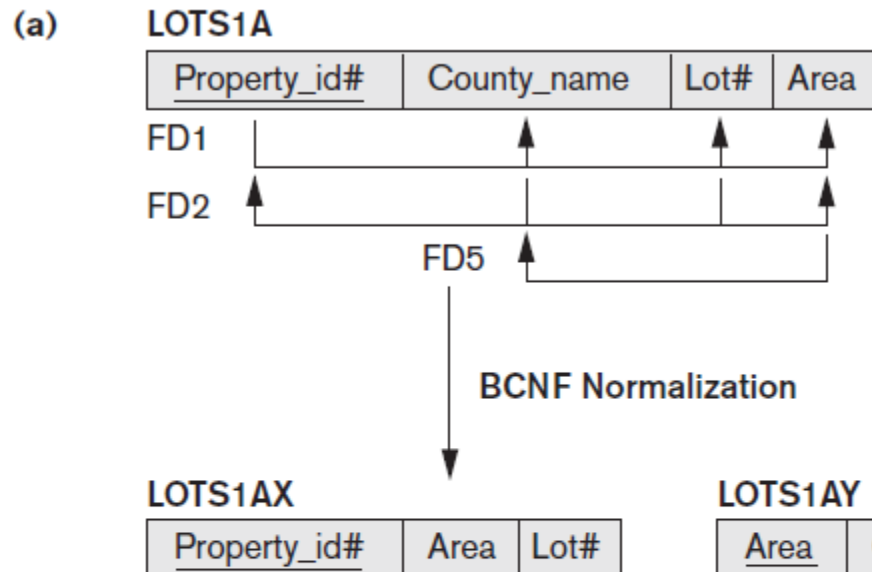 (a) LOTS1A
Property_id# County_name Lot# Area
FD1
FD2
FD5
BCNF Normalization
LOTS1AX LOTS1AY
Property_id# Area Lot# Area